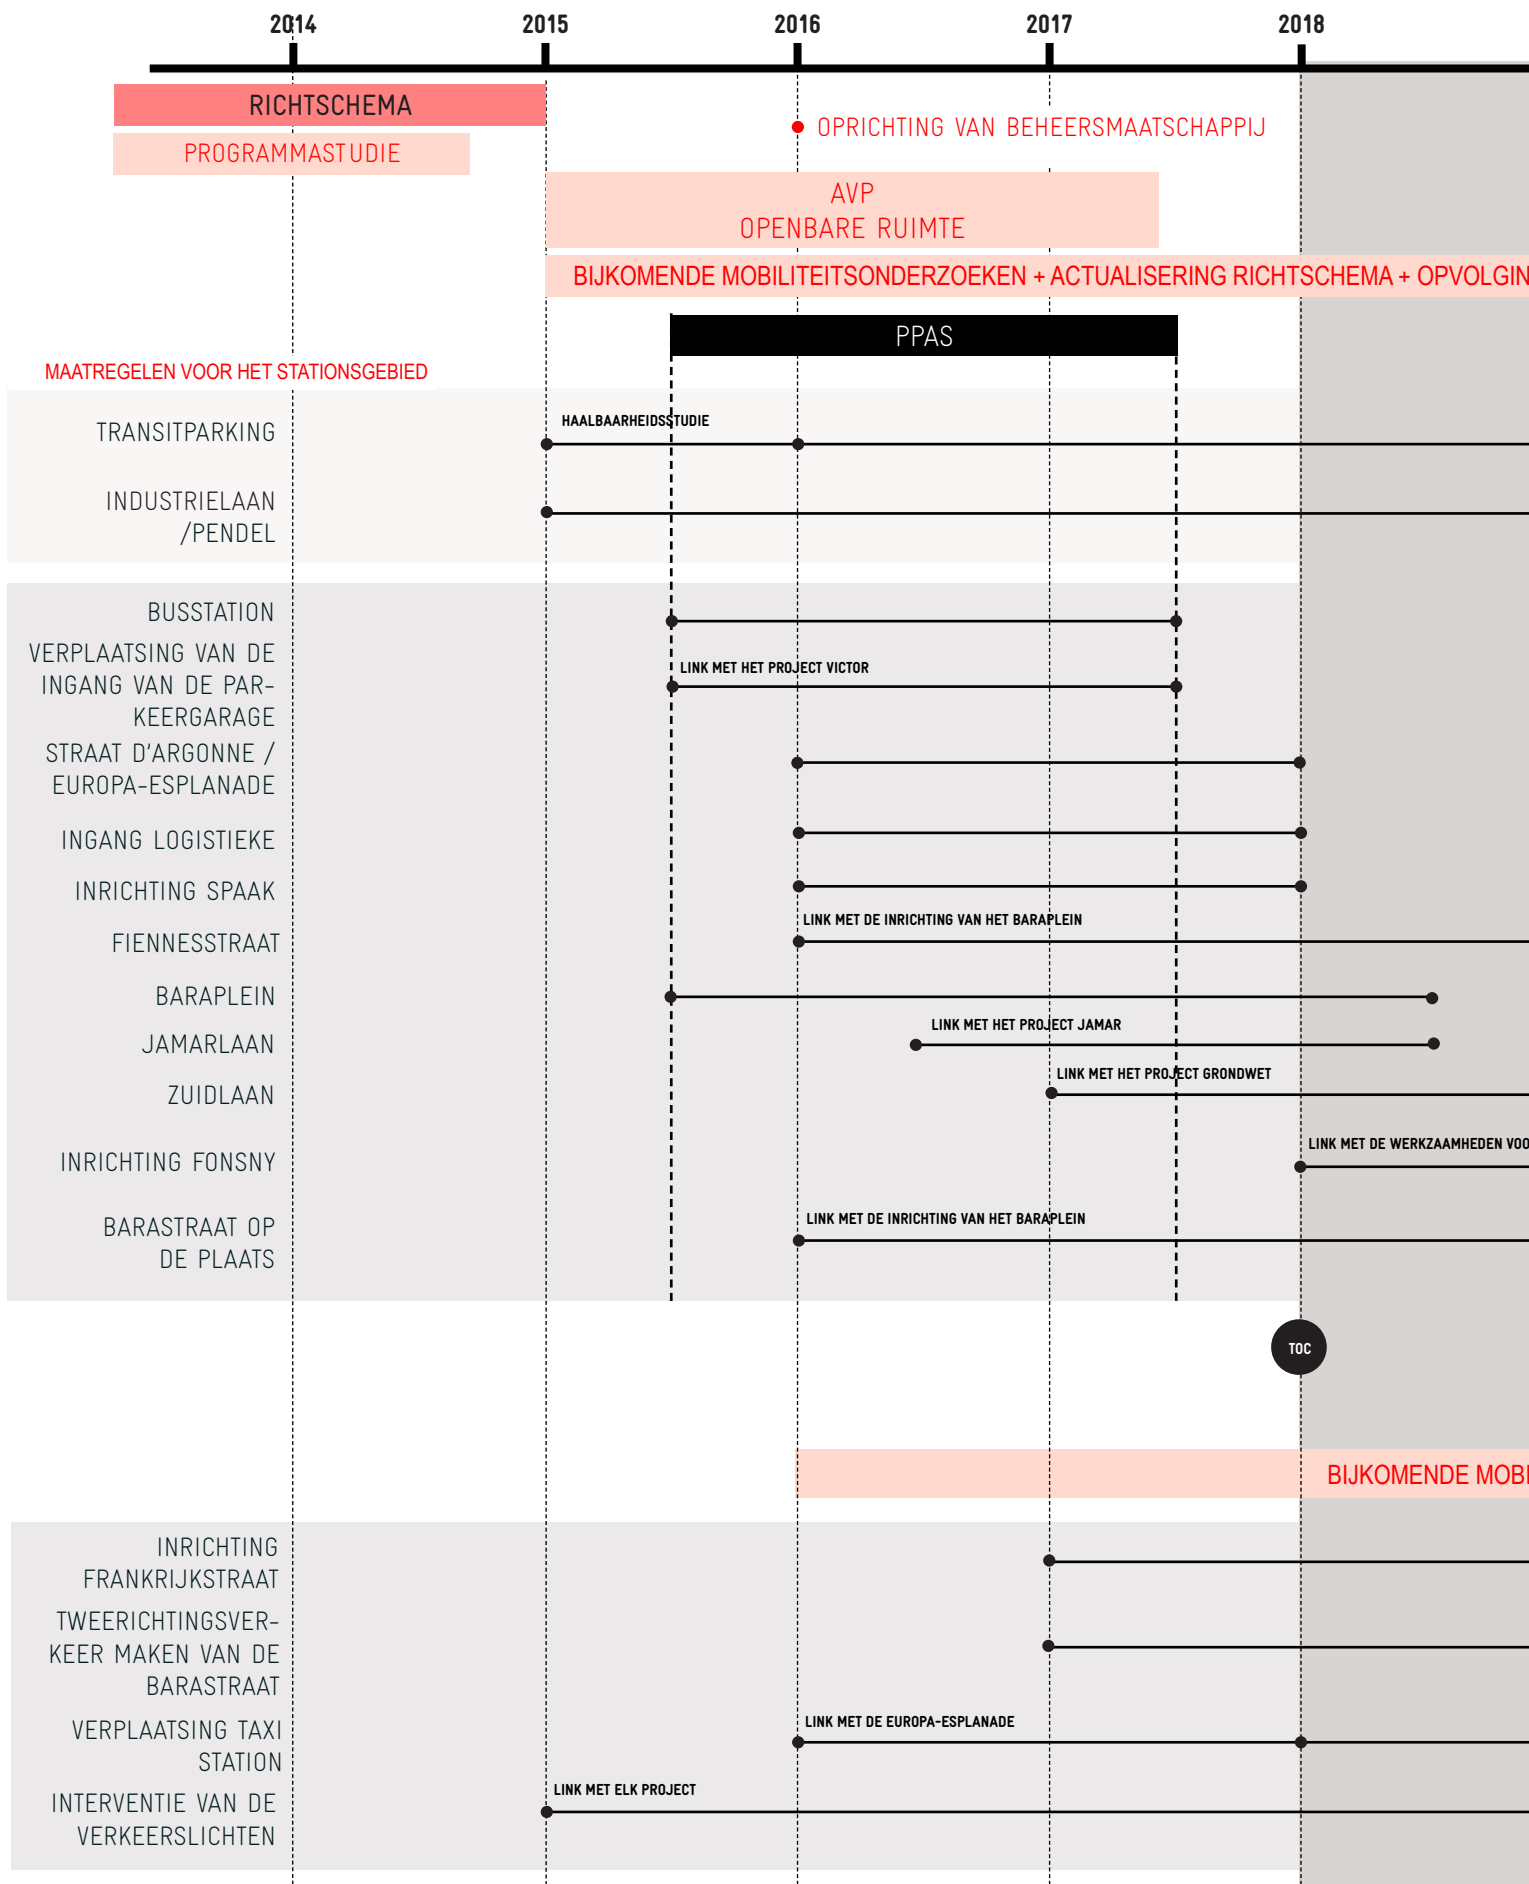 2014 2015 2016 2017 2018
RICHTSCHEMA
OPRICHTING VAN BEHEERSMAATSCHAPPIJ
PROGRAMMASTUDIE
AVP
OPENBARE RUIMTE
BIJKOMENDE MOBILITEITSONDERZOEKEN + ACTUALISERING RICHTSCHEMA + OPVOLGIN
PPAS
MAATREGELEN VOOR HET STATIONSGEBIED
HAALBAARHEIDSSTUDIE
TRANSITPARKING
INDUSTRIELAAN
/PENDEL
BUSSTATION
VERPLAATSING VAN DE
INGANG VAN DE PAR-
KEERGARAGE
LINK MET HET PROJECT VICTOR
STRAAT D'ARGONNE /
EUROPA-ESPLANADE
INGANG LOGISTIEKE
INRICHTING SPAAK
LINK MET DE INRICHTING VAN HET BARAPLEIN
FIENNESSTRAAT
BARAPLEIN
LINK MET HET PROJECT JAMAR
JAMARLAAN
LINK MET HET PROJECT GRONDWET
ZUIDLAAN
LINK MET DE WERKZAAMHEDEN VOO
INRICHTING FONSNY
LINK MET DE INRICHTING VAN HET BARAPLEIN
BARASTRAAT OP
DE PLAATS
TOC
BIJKOMENDE MOBI
INRICHTING
FRANKRIJKSTRAAT
TWEERICHTINGSVER-
KEER MAKEN VAN DE
BARASTRAAT
LINK MET DE EUROPA-ESPLANADE
VERPLAATSING TAXI
STATION
LINK MET ELK PROJECT
INTERVENTIE VAN DE
VERKEERSLICHTEN